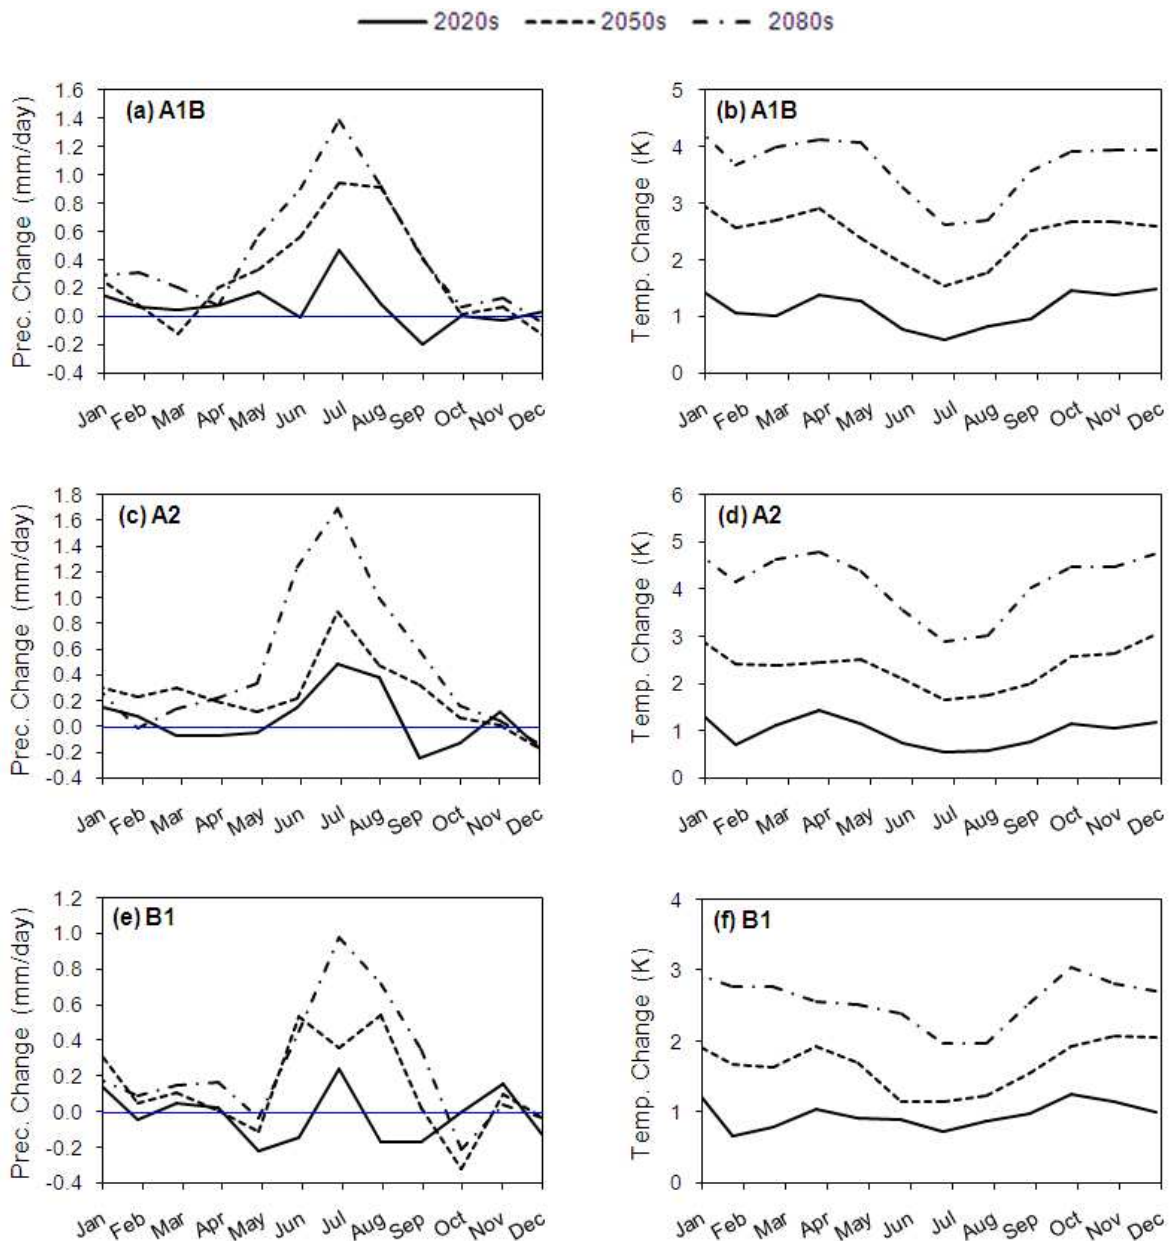 2020s 2050s 2080s
(a) A1B
Prec. Change (mm/day)
1.6
1.4
1.2
1.0
0.8
0.6
0.4
0.2
0.0
-0.2
-0.4
Jan Feb Mar Apr May Jun Jul Aug Sep Oct Nov Dec
(b) A1B
Temp. Change (K)
5
4
3
2
1
0
Jan Feb Mar Apr May Jun Jul Aug Sep Oct Nov Dec
(c) A2
Prec. Change (mm/day)
1.8
1.6
1.4
1.2
1.0
0.8
0.6
0.4
0.2
0.0
-0.2
-0.4
Jan Feb Mar Apr May Jun Jul Aug Sep Oct Nov Dec
(d) A2
Temp. Change (K)
6
5
4
3
2
1
0
Jan Feb Mar Apr May Jun Jul Aug Sep Oct Nov Dec
(e) B1
Prec. Change (mm/day)
1.2
1.0
0.8
0.6
0.4
0.2
0.0
-0.2
-0.4
Jan Feb Mar Apr May Jun Jul Aug Sep Oct Nov Dec
(f) B1
Temp. Change (K)
4
3
2
1
0
Jan Feb Mar Apr May Jun Jul Aug Sep Oct Nov Dec